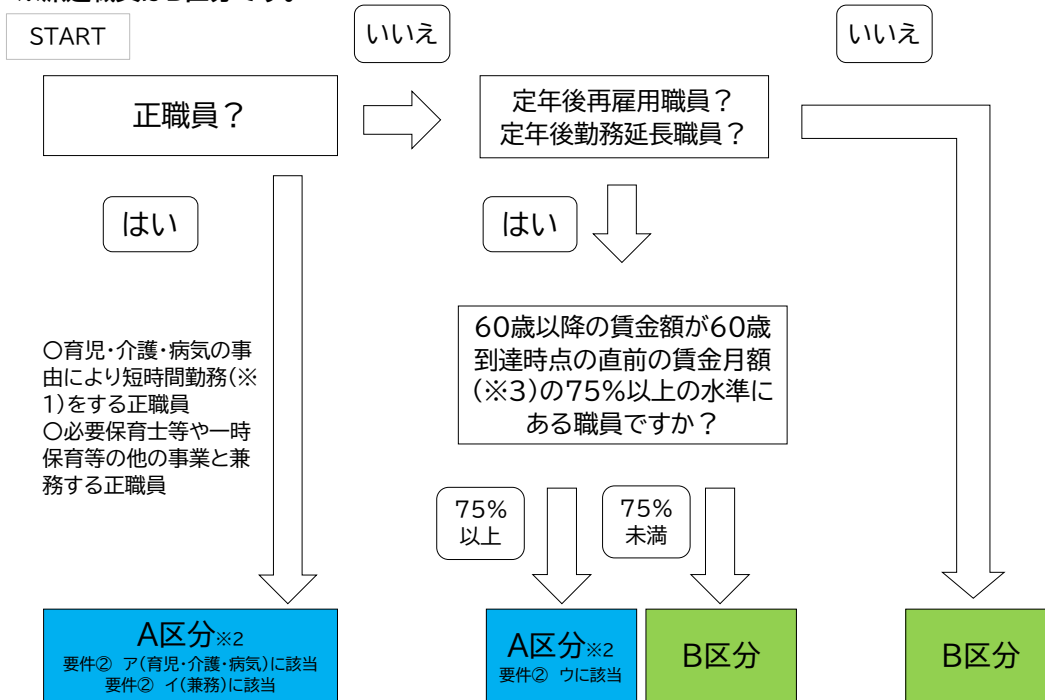 START
いいえ
いいえ
正職員？
定年後再雇用職員？
定年後勤務延長職員？
はい
はい
〇育児・介護・病気の事
由により短時間勤務(※
1)をする正職員
〇必要保育士等や一時
保育等の他の事業と兼
務する正職員
60歳以降の賃金額が60歳
到達時点の直前の賃金月額
(※3)の75%以上の水準に
ある職員ですか？
75%
以上
75%
未満
A区分※2
要件② ア(育児・介護・病気)に該当
要件② イ(兼務)に該当
A区分※2
要件② ウに該当
B区分
B区分